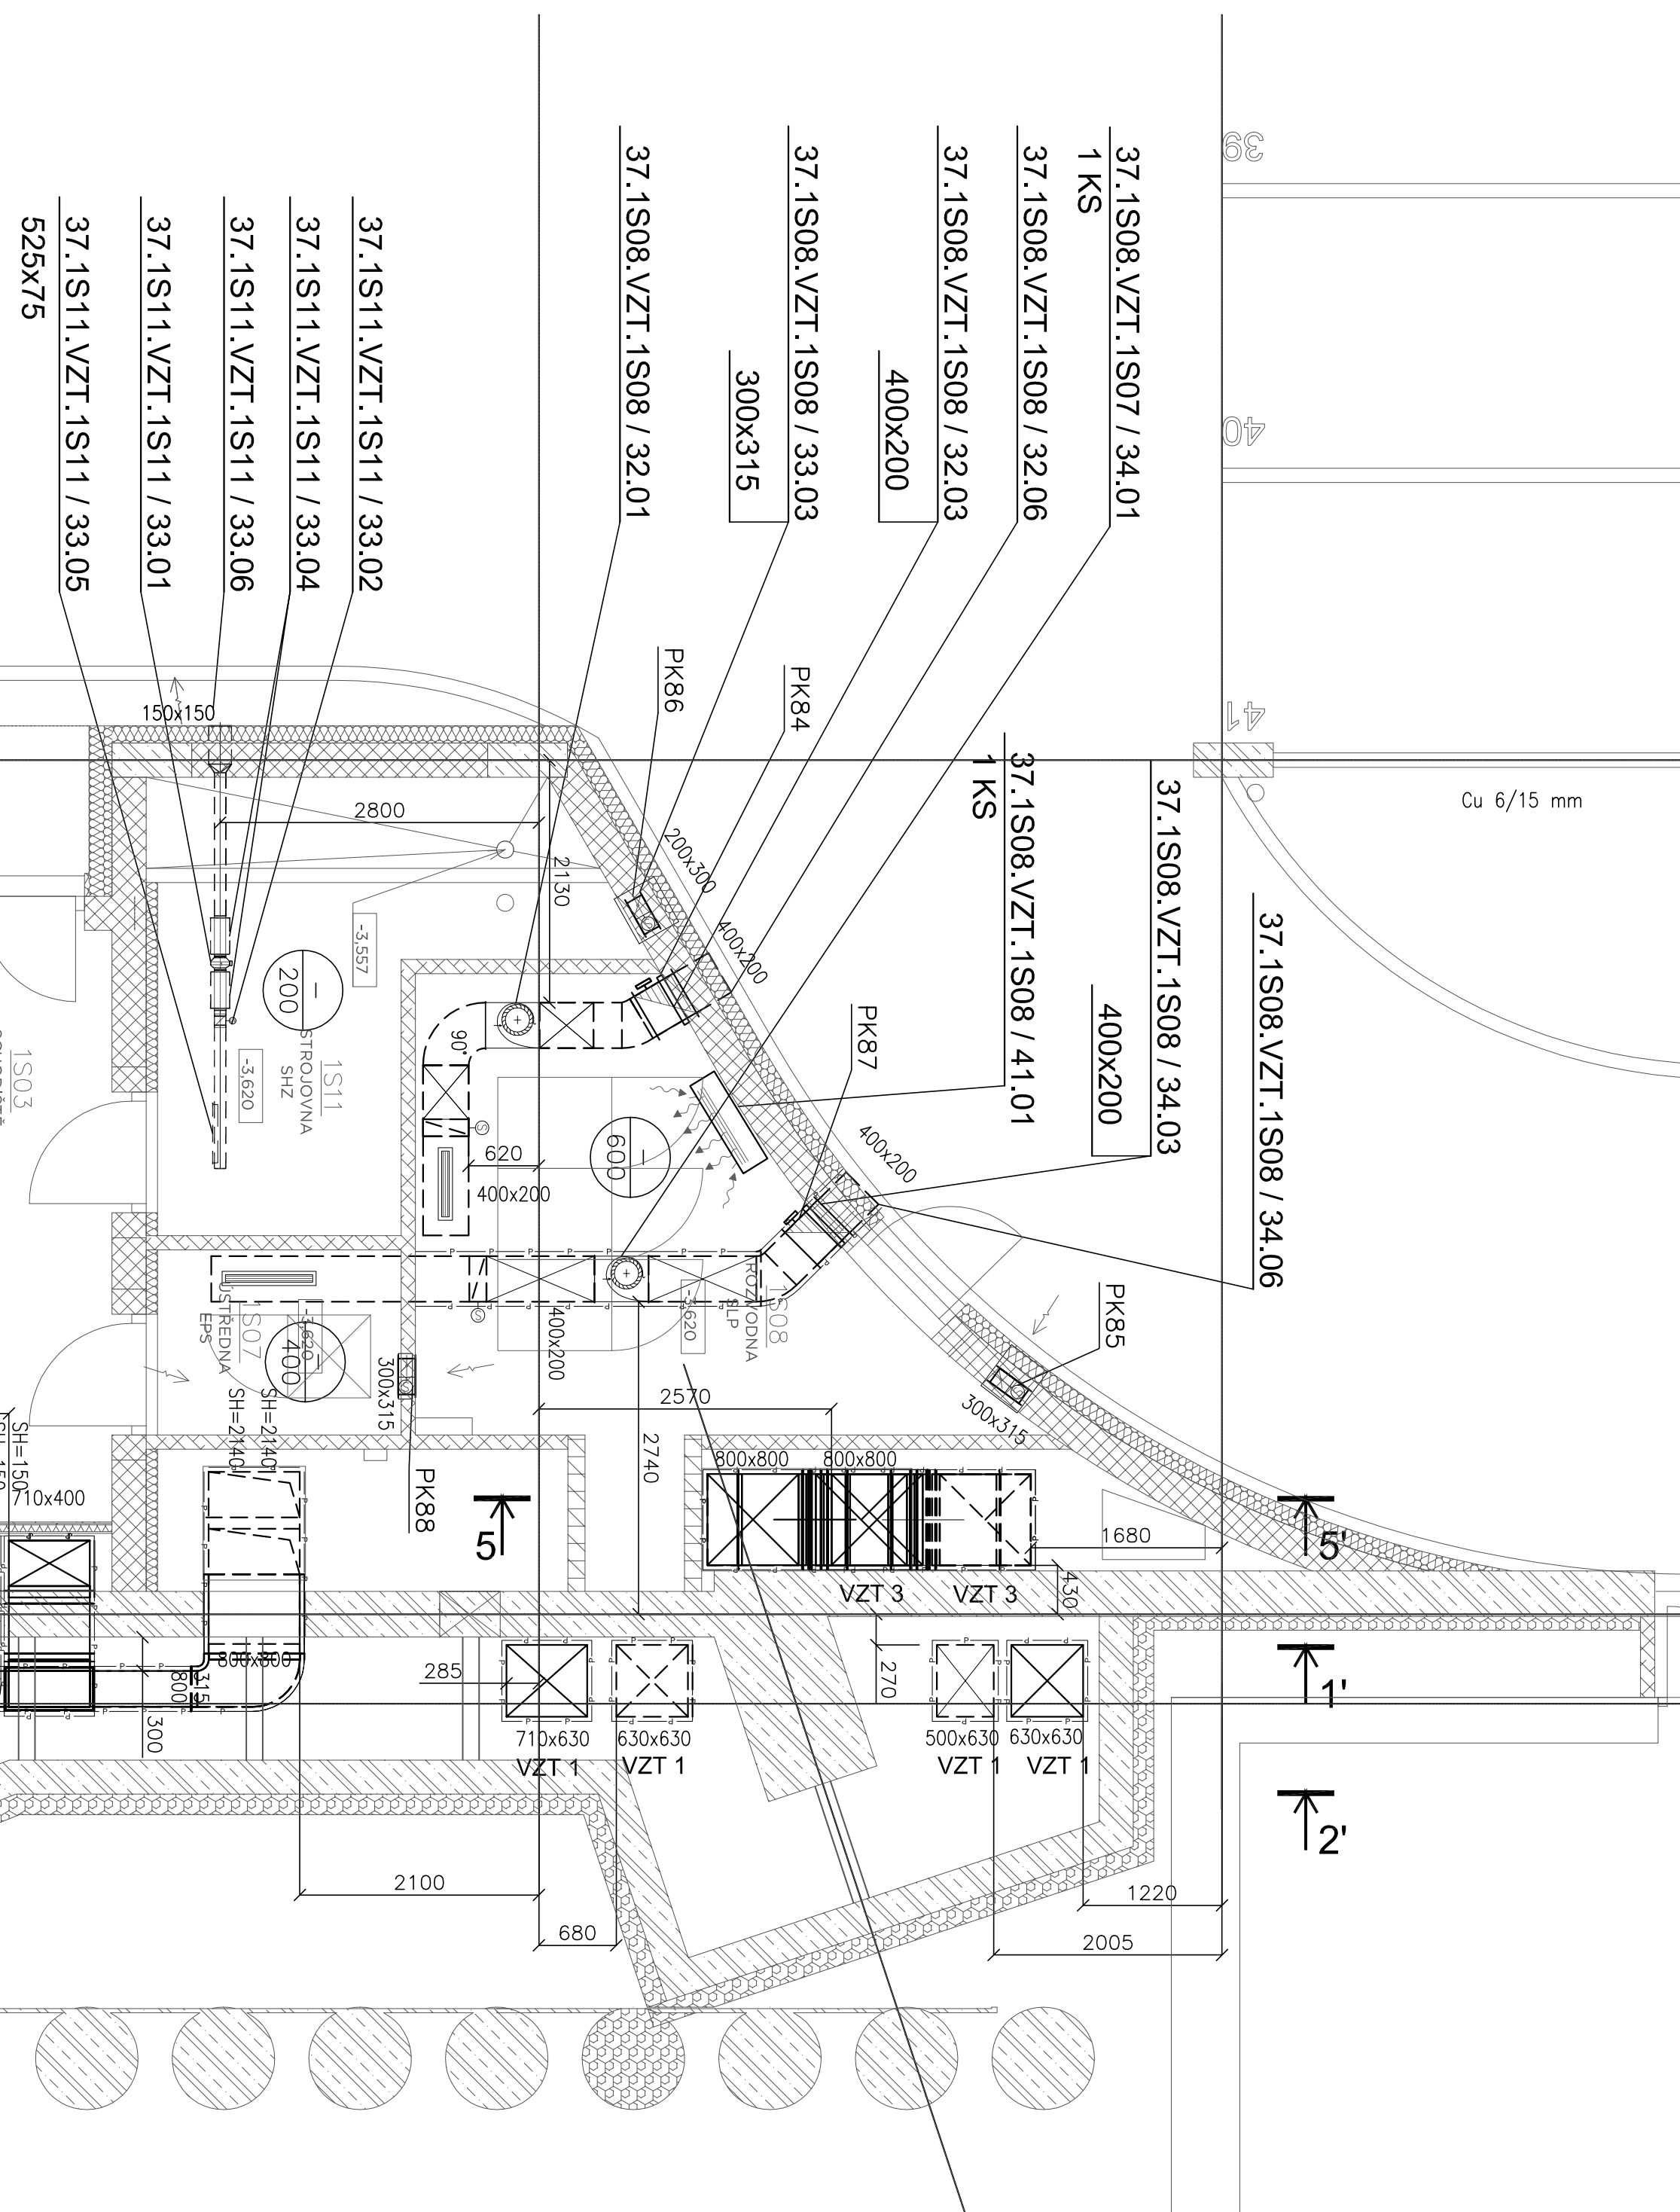 39
40
41
37.1S08.VZT.1S07 / 34.01
1 KS
37.1S08.VZT.1S08 / 32.06
37.1S08.VZT.1S08 / 32.03
400x200
37.1S08.VZT.1S08 / 33.03
300x315
37.1S08.VZT.1S08 / 32.01
37.1S11.VZT.1S11 / 33.02
37.1S11.VZT.1S11 / 33.04
37.1S11.VZT.1S11 / 33.06
37.1S11.VZT.1S11 / 33.01
37.1S11.VZT.1S11 / 33.05
525x75
37.1S08.VZT.1S08 / 34.06
37.1S08.VZT.1S08 / 34.03
400x200
37.1S08.VZT.1S08 / 41.01
1 KS
Cu 6/15 mm
PK86
PK84
PK87
PK85
PK88
150x150
2800
2130
200x300
400x200
400x200
300x315
-3,557
200
1S11
STROJOVNA
SHZ
-3,620
1S03
90°
620
400x200
600
1S08
ROZVODNA
SLP
-3,620
400x200
1S07
ÚSTŘEDNA
EPS
-3,620
400
300x315
SH=2140
SH=2140
SH=150
710x400
2570
2740
800x800
800x800
1680
430
VZT 3
VZT 3
5
5'
1'
2'
800x800
315
800
300
285
270
710x630
VZT 1
630x630
VZT 1
500x630
VZT 1
630x630
VZT 1
2100
680
1220
2005